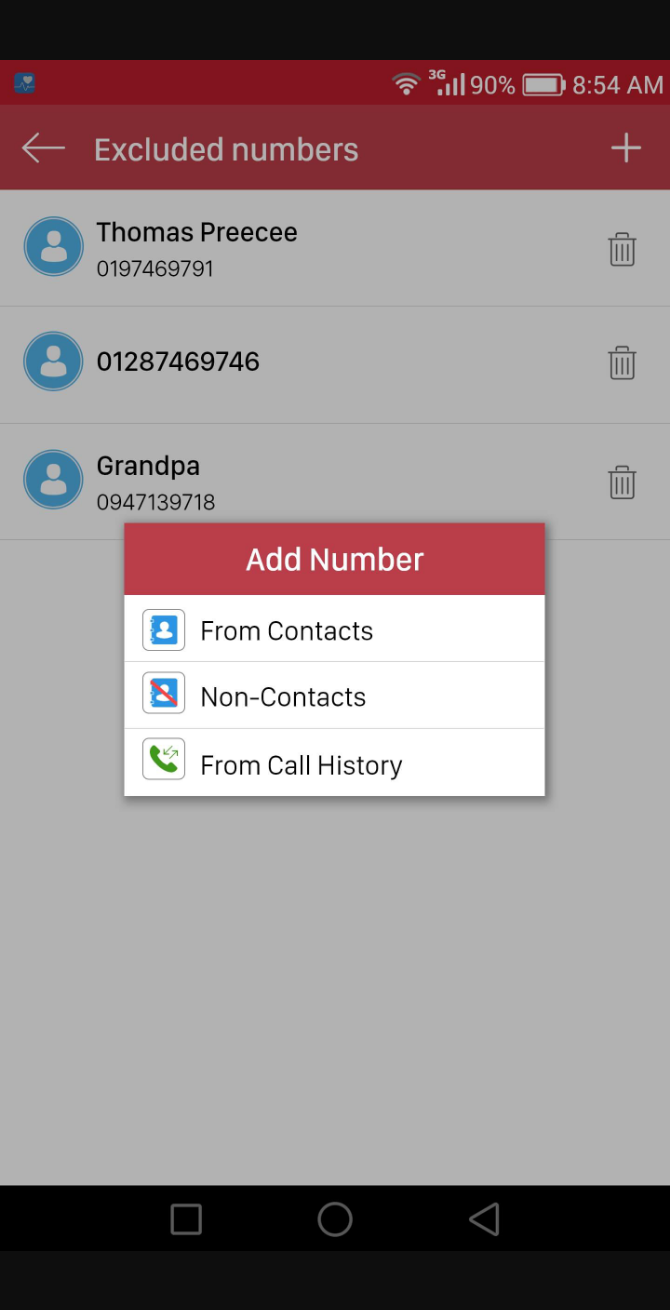 3G 90% 8:54 AM
Excluded numbers
Thomas Preecee
0197469791
01287469746
Grandpa
0947139718
Add Number
From Contacts
Non-Contacts
From Call History